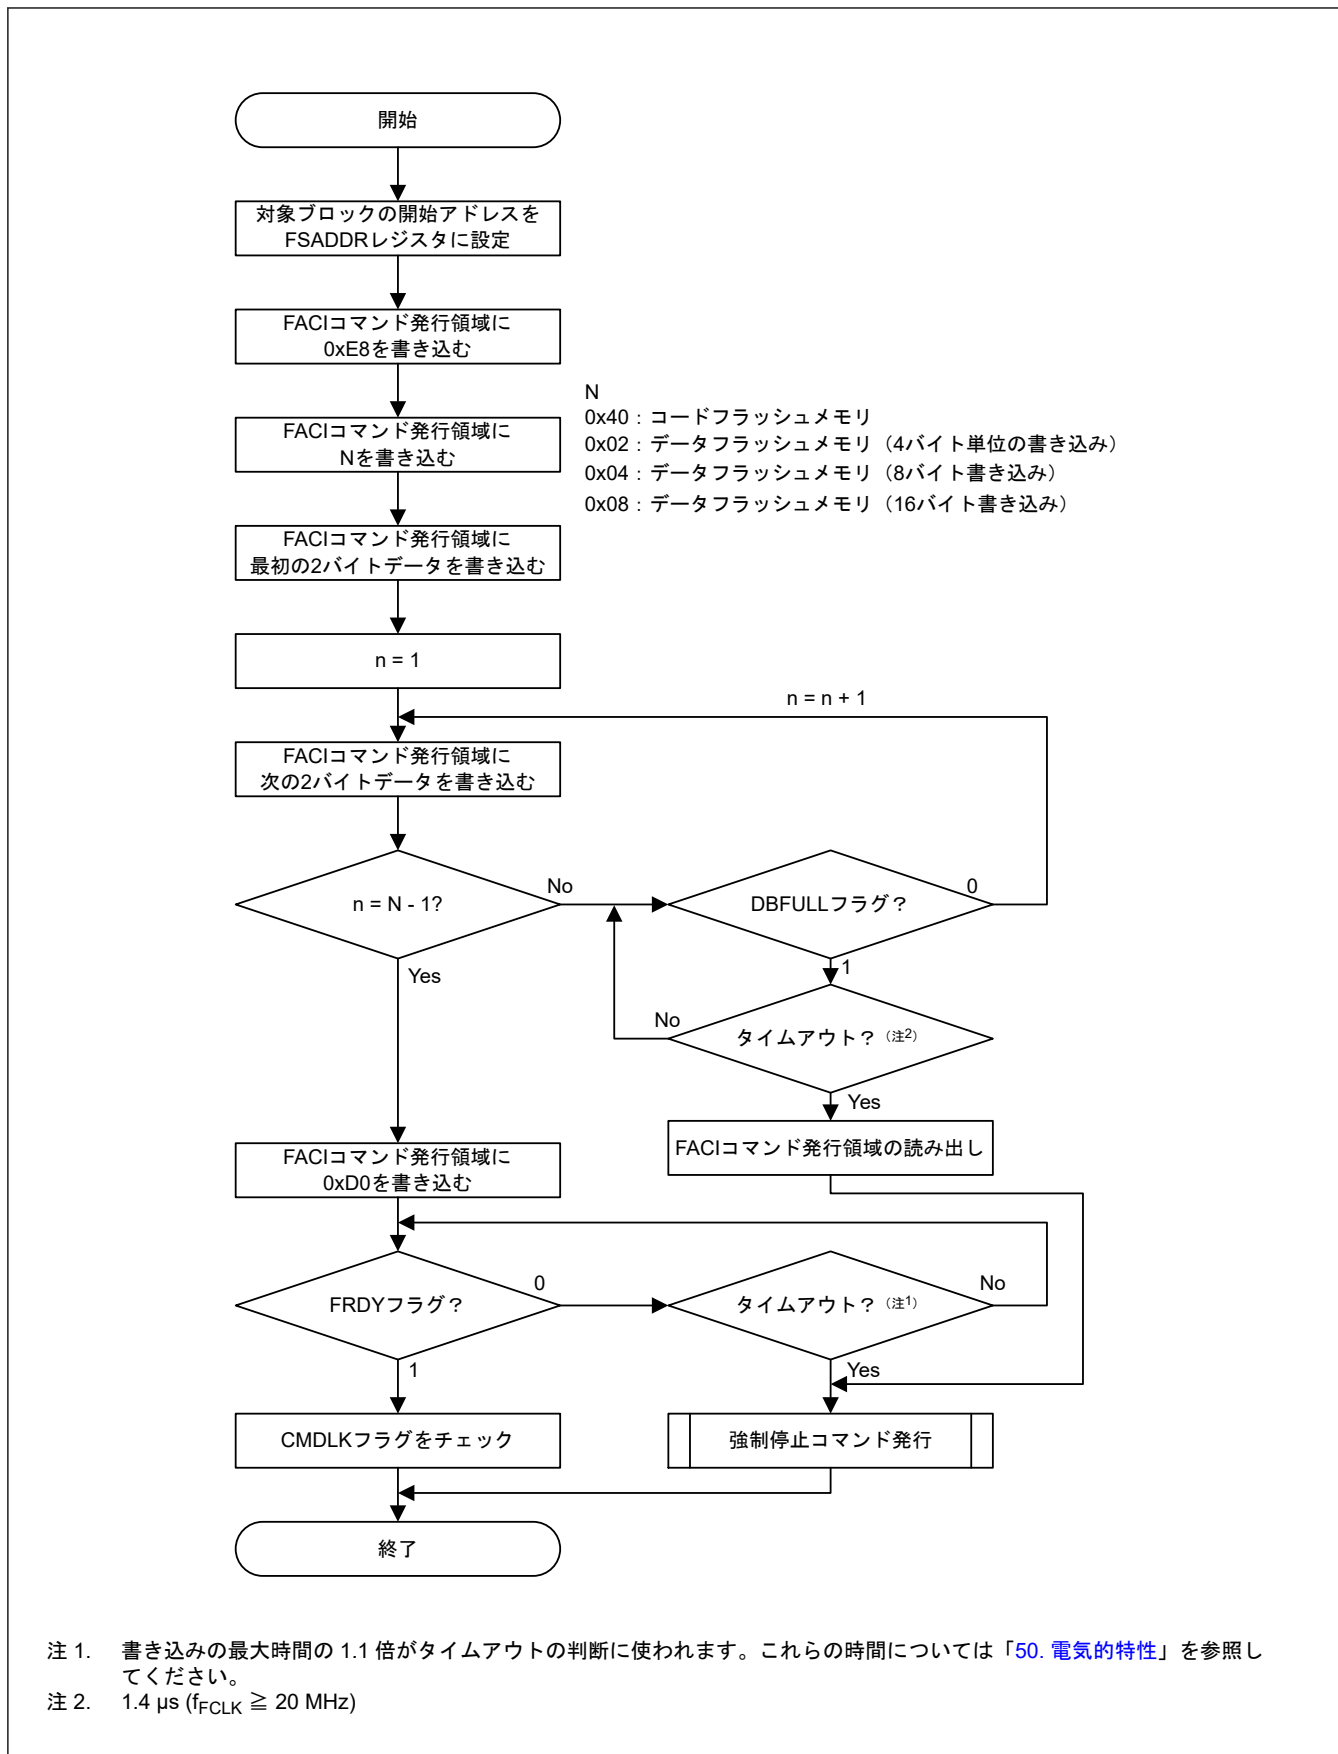 開始
対象ブロックの開始アドレスを
FSADDRレジスタに設定
FACIコマンド発行領域に
0xE8を書き込む
FACIコマンド発行領域に
Nを書き込む
N
0x40：コードフラッシュメモリ
0x02：データフラッシュメモリ（4バイト単位の書き込み）
0x04：データフラッシュメモリ（8バイト書き込み）
0x08：データフラッシュメモリ（16バイト書き込み）
FACIコマンド発行領域に
最初の2バイトデータを書き込む
n = 1
n = n + 1
FACIコマンド発行領域に
次の2バイトデータを書き込む
n = N - 1?
No
DBFULLフラグ？
0
Yes
1
No
タイムアウト？（注2）
Yes
FACIコマンド発行領域の読み出し
FACIコマンド発行領域に
0xD0を書き込む
FRDYフラグ？
0
タイムアウト？（注1）
No
1
Yes
CMDLKフラグをチェック
強制停止コマンド発行
終了
注 1. 書き込みの最大時間の 1.1 倍がタイムアウトの判断に使われます。これらの時間については「50. 電気的特性」を参照し
てください。
注 2. 1.4 μs (fFCLK ≧ 20 MHz)